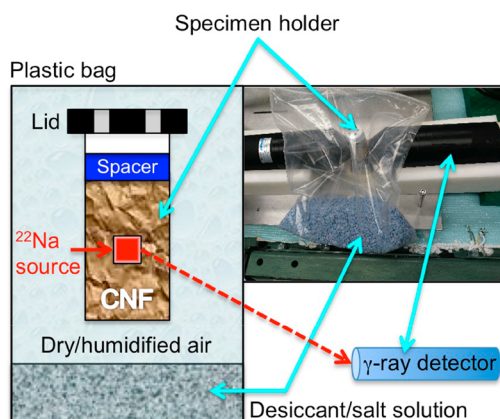 Specimen holder
Plastic bag
Lid
Spacer
²²Na
source
CNF
Dry/humidified air
γ-ray detector
Desiccant/salt solution